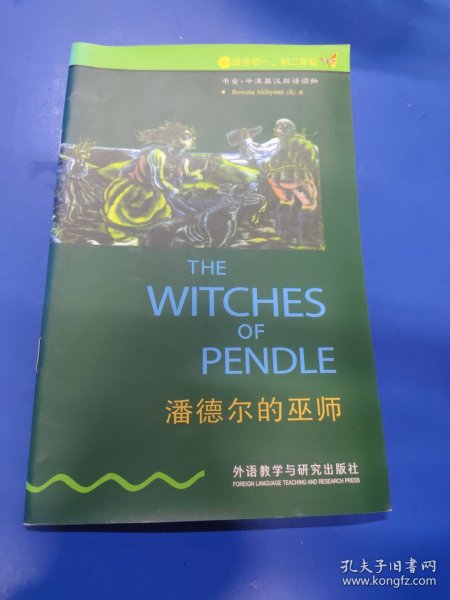 适合初一、初二年级
书虫·牛津英汉双语读物
Rowena Akinyemi (英) 著
THE
WITCHES
OF
PENDLE
潘德尔的巫师
外语教学与研究出版社
FOREIGN LANGUAGE TEACHING AND RESEARCH PRESS
孔夫子旧书网
www.kongfz.com